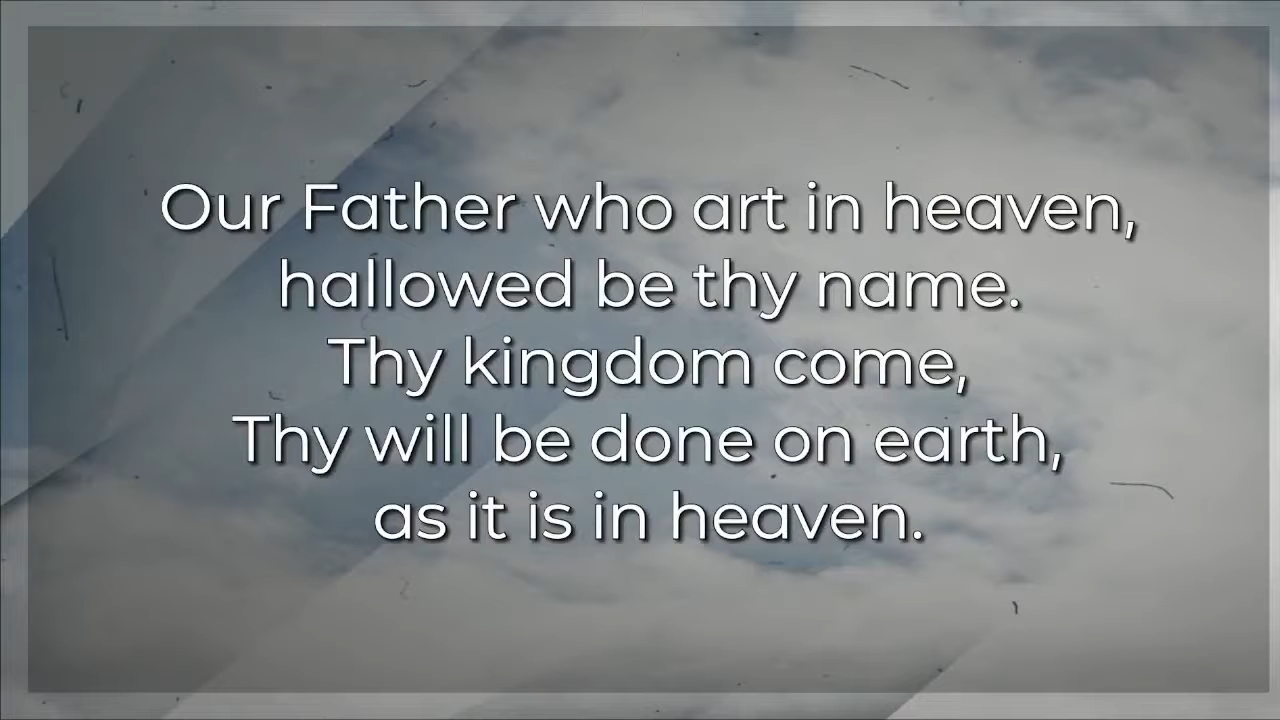 Our Father who art in heaven,
hallowed be thy name.
Thy kingdom come,
Thy will be done on earth,
as it is in heaven.